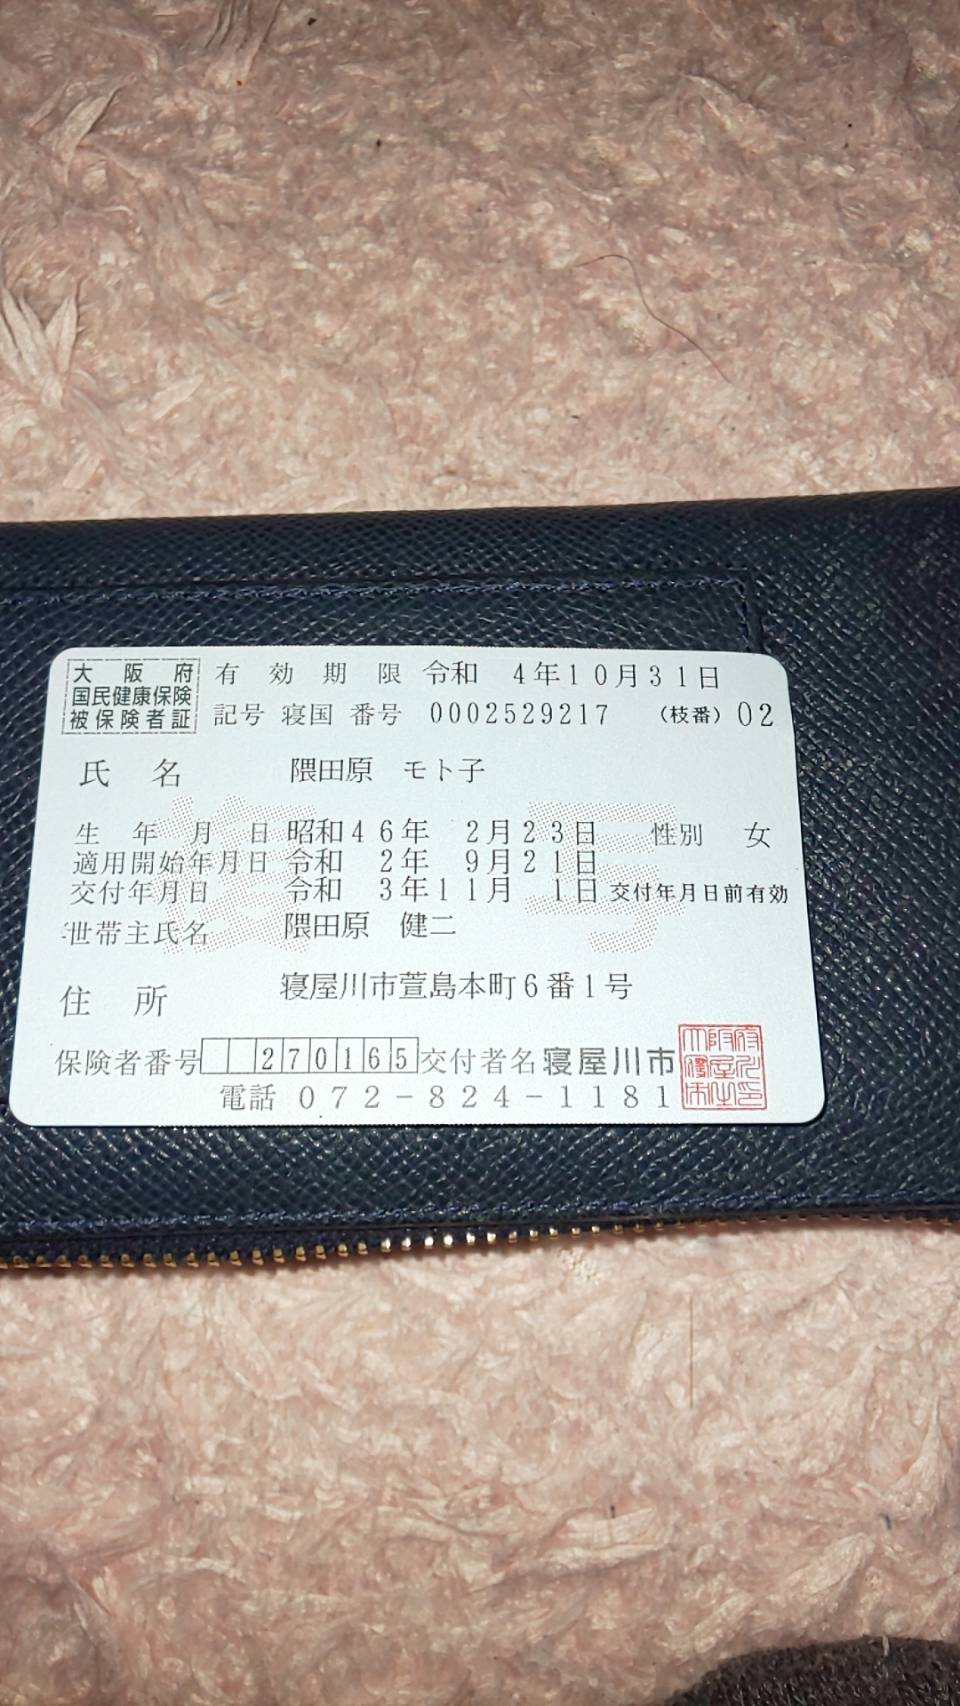 大阪府
国民健康保険
被保険者証
有効期限 令和 4年10月31日
記号 寝国 番号 0002529217 (枝番) 02
氏名 隈田原 モト子
生年月日 昭和46年 2月23日 性別 女
適用開始年月日 令和 2年 9月21日
交付年月日 令和 3年11月 1日 交付年月日前有効
世帯主氏名 隈田原 健二
住所 寝屋川市萱島本町6番1号
保険者番号 270165 交付者名 寝屋川市
電話 072-824-1181